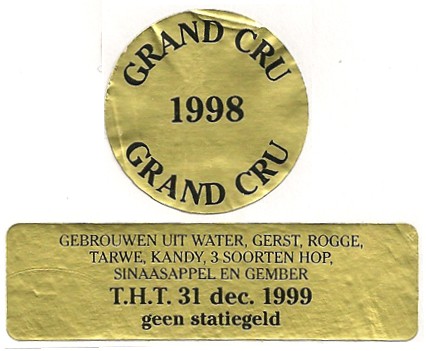 GRAND CRU
1998
GRAND CRU
GEBROUWEN UIT WATER, GERST, ROGGE,
TARWE, KANDY, 3 SOORTEN HOP,
SINAASAPPEL EN GEMBER
T.H.T. 31 dec. 1999
geen statiegeld